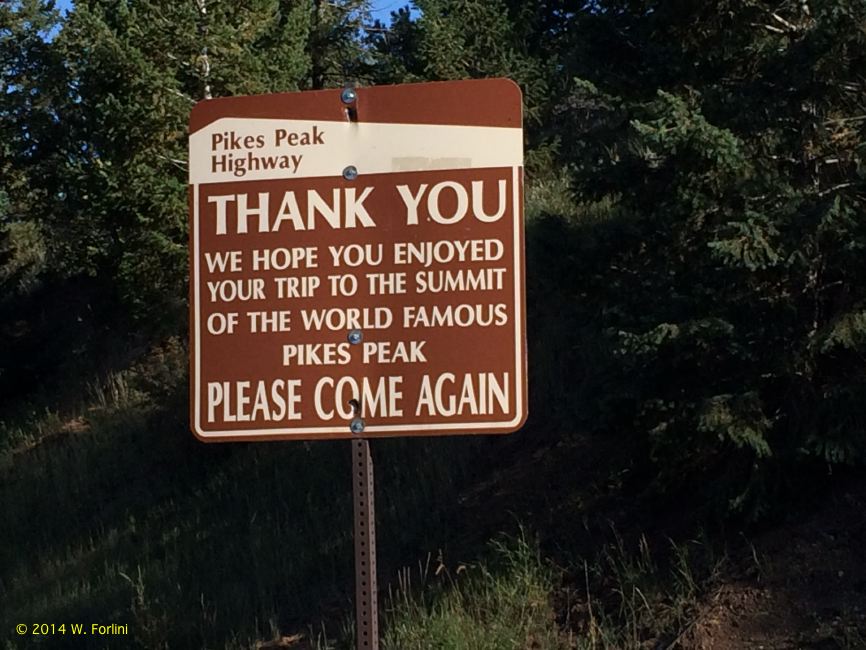 Pikes Peak
Highway
THANK YOU
WE HOPE YOU ENJOYED
YOUR TRIP TO THE SUMMIT
OF THE WORLD FAMOUS
PIKES PEAK
PLEASE COME AGAIN
© 2014 W. Forlini